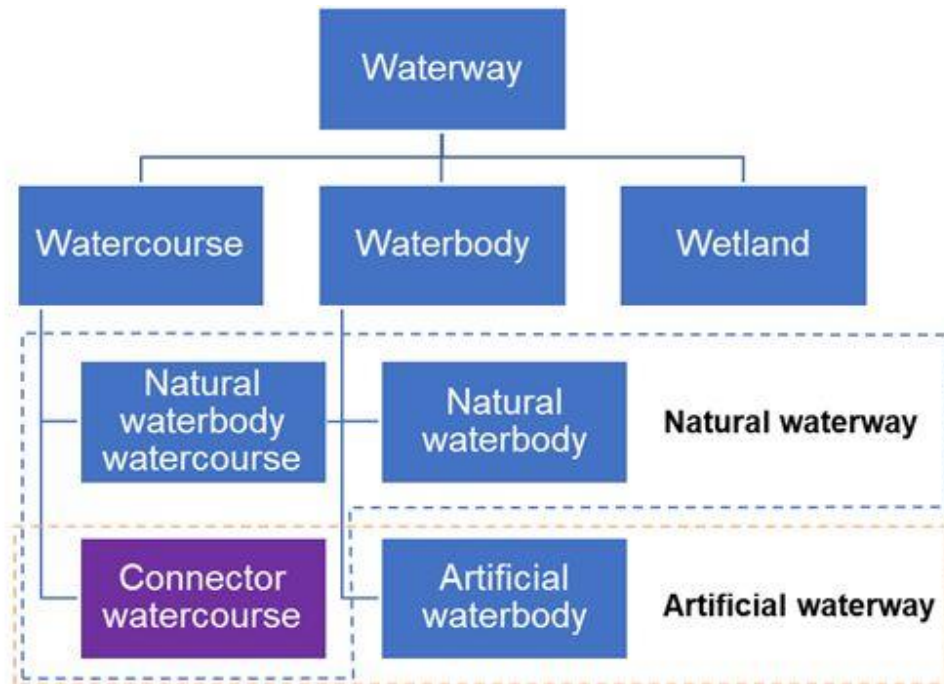 Waterway
Watercourse
Waterbody
Wetland
Natural
waterbody
watercourse
Natural
waterbody
Natural waterway
Connector
watercourse
Artificial
waterbody
Artificial waterway